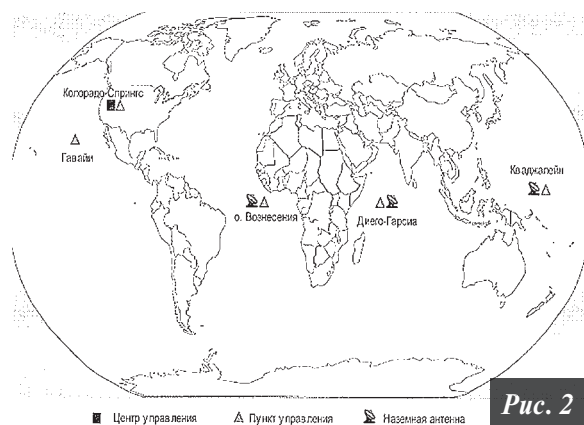 Колорадо-Спрингс
Гавайи
Кваджалейн
о. Вознесения
Диего-Гарсиа
Центр управления
Пункт управления
Наземная антенна
Рис. 2